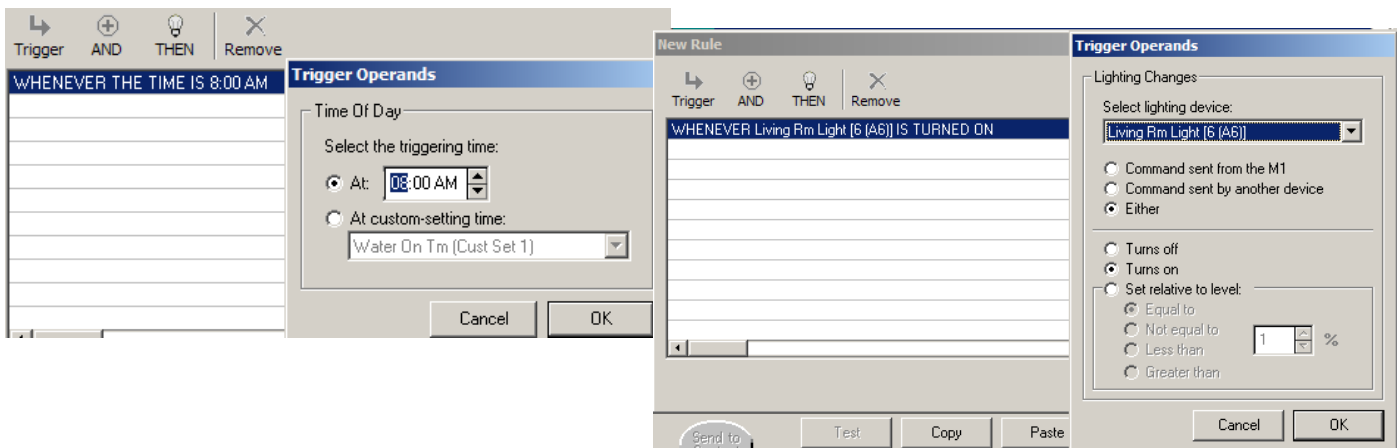 Trigger AND THEN Remove
WHENEVER THE TIME IS 8:00 AM
Trigger Operands
Time Of Day
Select the triggering time:
At: 08:00 AM
At custom-setting time:
Water On Tm (Cust Set 1)
Cancel OK
New Rule
Trigger AND THEN Remove
WHENEVER Living Rm Light [6 (A6)] IS TURNED ON
Send to
Test Copy Paste
Trigger Operands
Lighting Changes
Select lighting device:
Living Rm Light [6 (A6)]
Command sent from the M1
Command sent by another device
Either
Turns off
Turns on
Set relative to level:
Equal to
Not equal to
Less than
Greater than
1 %
Cancel OK